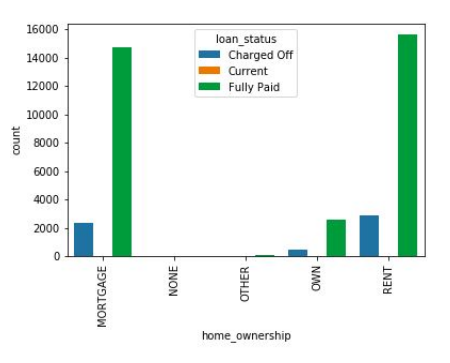 loan_status
Charged Off
Current
Fully Paid
16000
14000
12000
10000
8000
6000
4000
2000
0
count
MORTGAGE
NONE
OTHER
OWN
RENT
home_ownership